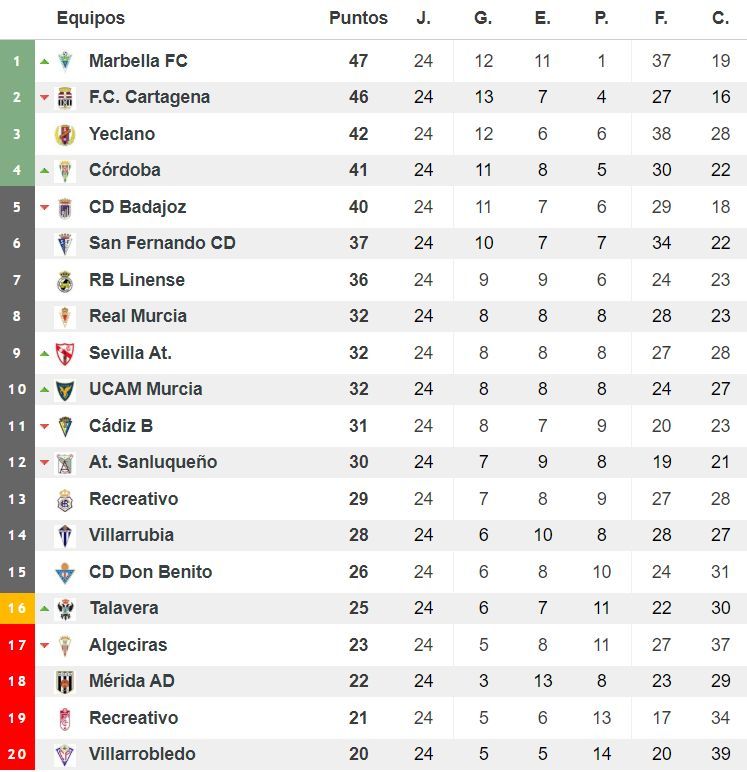 Equipos Puntos J. G. E. P. F. C.
1 Marbella FC 47 24 12 11 1 37 19
2 F.C. Cartagena 46 24 13 7 4 27 16
3 Yeclano 42 24 12 6 6 38 28
4 Córdoba 41 24 11 8 5 30 22
5 CD Badajoz 40 24 11 7 6 29 18
6 San Fernando CD 37 24 10 7 7 34 22
7 RB Linense 36 24 9 9 6 24 23
8 Real Murcia 32 24 8 8 8 28 23
9 Sevilla At. 32 24 8 8 8 27 28
10 UCAM Murcia 32 24 8 8 8 24 27
11 Cádiz B 31 24 8 7 9 20 23
12 At. Sanluqueño 30 24 7 9 8 19 21
13 Recreativo 29 24 7 8 9 27 28
14 Villarrubia 28 24 6 10 8 28 27
15 CD Don Benito 26 24 6 8 10 24 31
16 Talavera 25 24 6 7 11 22 30
17 Algeciras 23 24 5 8 11 27 37
18 Mérida AD 22 24 3 13 8 23 29
19 Recreativo 21 24 5 6 13 17 34
20 Villarrobledo 20 24 5 5 14 20 39